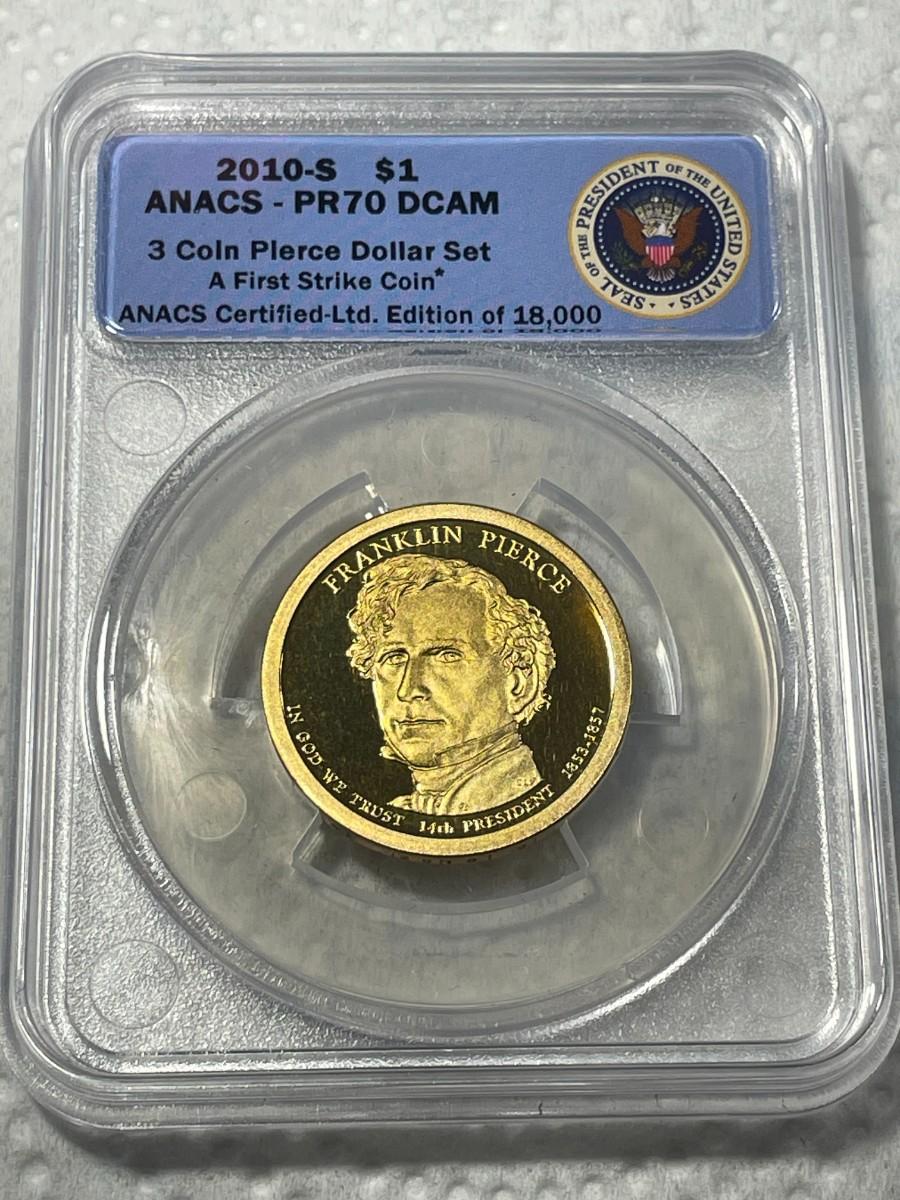 2010-S $1
ANACS - PR70 DCAM
3 Coin Pierce Dollar Set
A First Strike Coin*
ANACS Certified-Ltd. Edition of 18,000
SEAL OF THE PRESIDENT OF THE UNITED STATES
FRANKLIN PIERCE
IN GOD WE TRUST 14th PRESIDENT 1853-1857